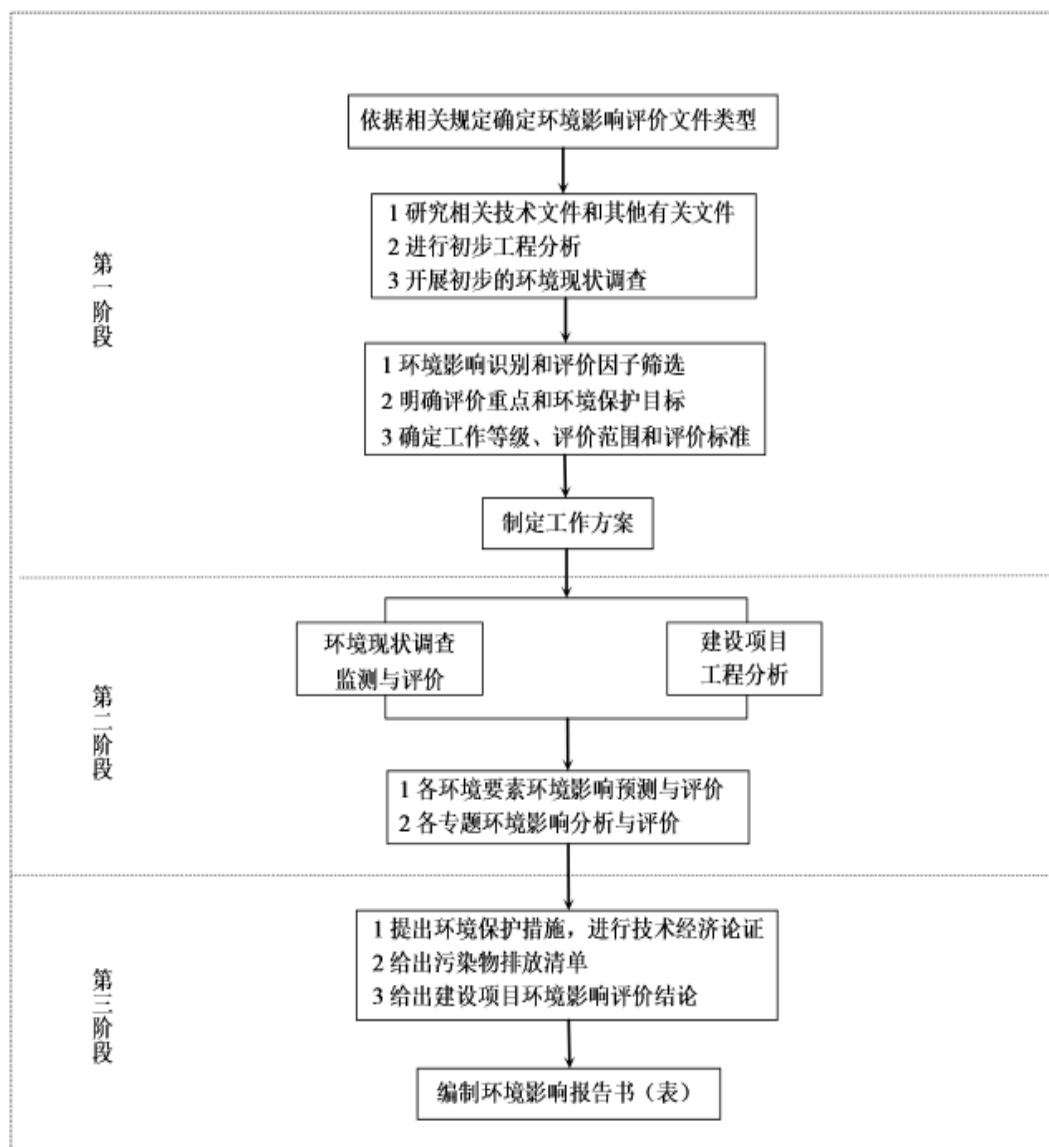 依据相关规定确定环境影响评价文件类型
1 研究相关技术文件和其他有关文件
2 进行初步工程分析
3 开展初步的环境现状调查
第一阶段
1 环境影响识别和评价因子筛选
2 明确评价重点和环境保护目标
3 确定工作等级、评价范围和评价标准
制定工作方案
环境现状调查
监测与评价
建设项目
工程分析
第二阶段
1 各环境要素环境影响预测与评价
2 各专题环境影响分析与评价
1 提出环境保护措施，进行技术经济论证
2 给出污染物排放清单
3 给出建设项目环境影响评价结论
第三阶段
编制环境影响报告书（表）